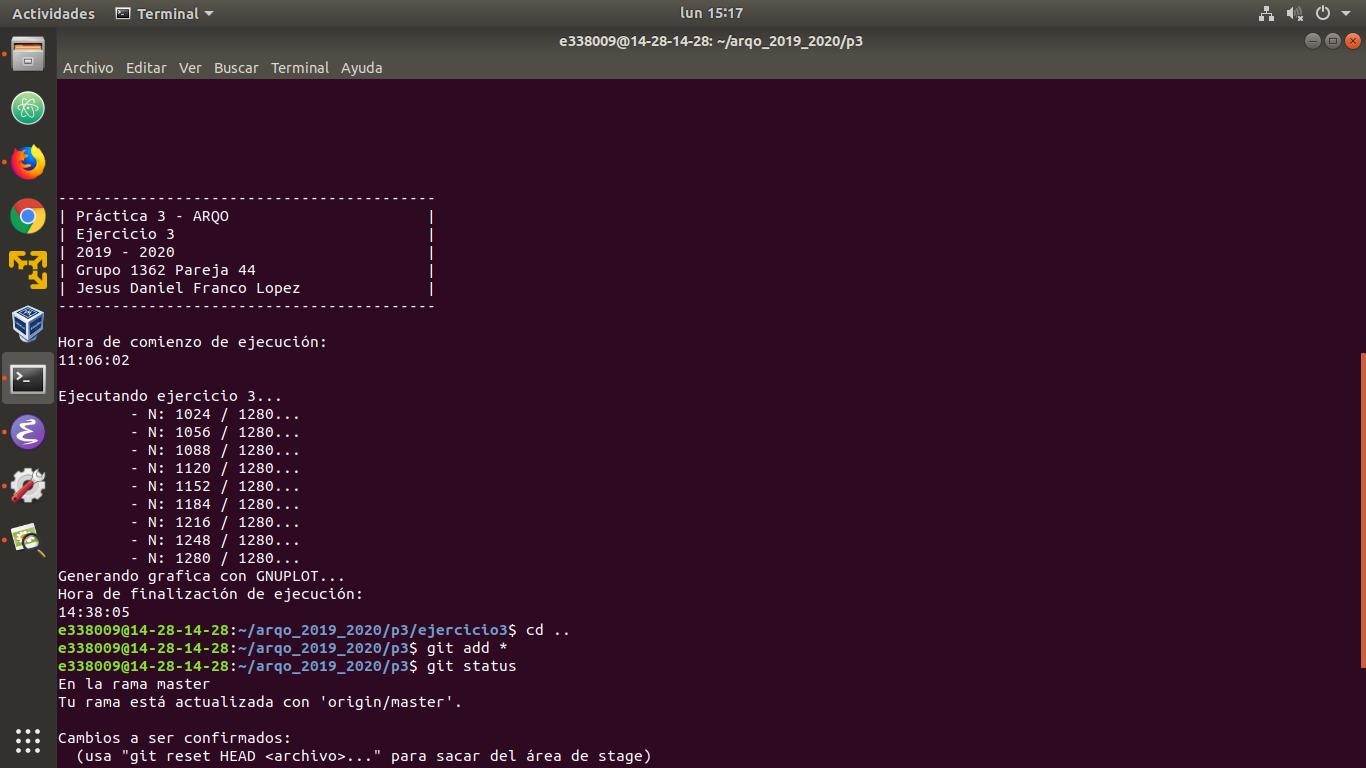 Actividades Terminal lun 15:17
e338009@14-28-14-28: ~/arqo_2019_2020/p3
Archivo Editar Ver Buscar Terminal Ayuda
------------------------------------------
| Práctica 3 - ARQO |
| Ejercicio 3 |
| 2019 - 2020 |
| Grupo 1362 Pareja 44 |
| Jesus Daniel Franco Lopez |
------------------------------------------
Hora de comienzo de ejecución:
11:06:02
Ejecutando ejercicio 3...
- N: 1024 / 1280...
- N: 1056 / 1280...
- N: 1088 / 1280...
- N: 1120 / 1280...
- N: 1152 / 1280...
- N: 1184 / 1280...
- N: 1216 / 1280...
- N: 1248 / 1280...
- N: 1280 / 1280...
Generando grafica con GNUPLOT...
Hora de finalización de ejecución:
14:38:05
e338009@14-28-14-28:~/arqo_2019_2020/p3/ejercicio3$ cd ..
e338009@14-28-14-28:~/arqo_2019_2020/p3$ git add *
e338009@14-28-14-28:~/arqo_2019_2020/p3$ git status
En la rama master
Tu rama está actualizada con 'origin/master'.
Cambios a ser confirmados:
(usa "git reset HEAD <archivo>..." para sacar del área de stage)